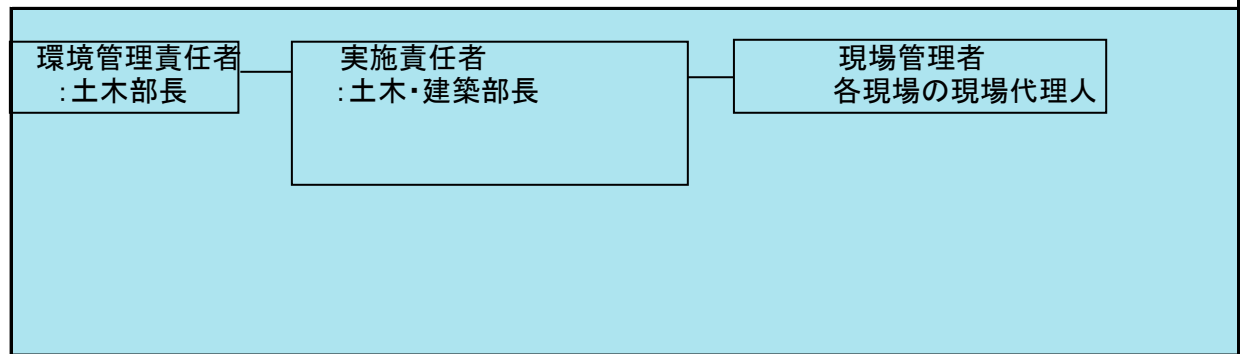 環境管理責任者
:土木部長
実施責任者
:土木・建築部長
現場管理者
各現場の現場代理人